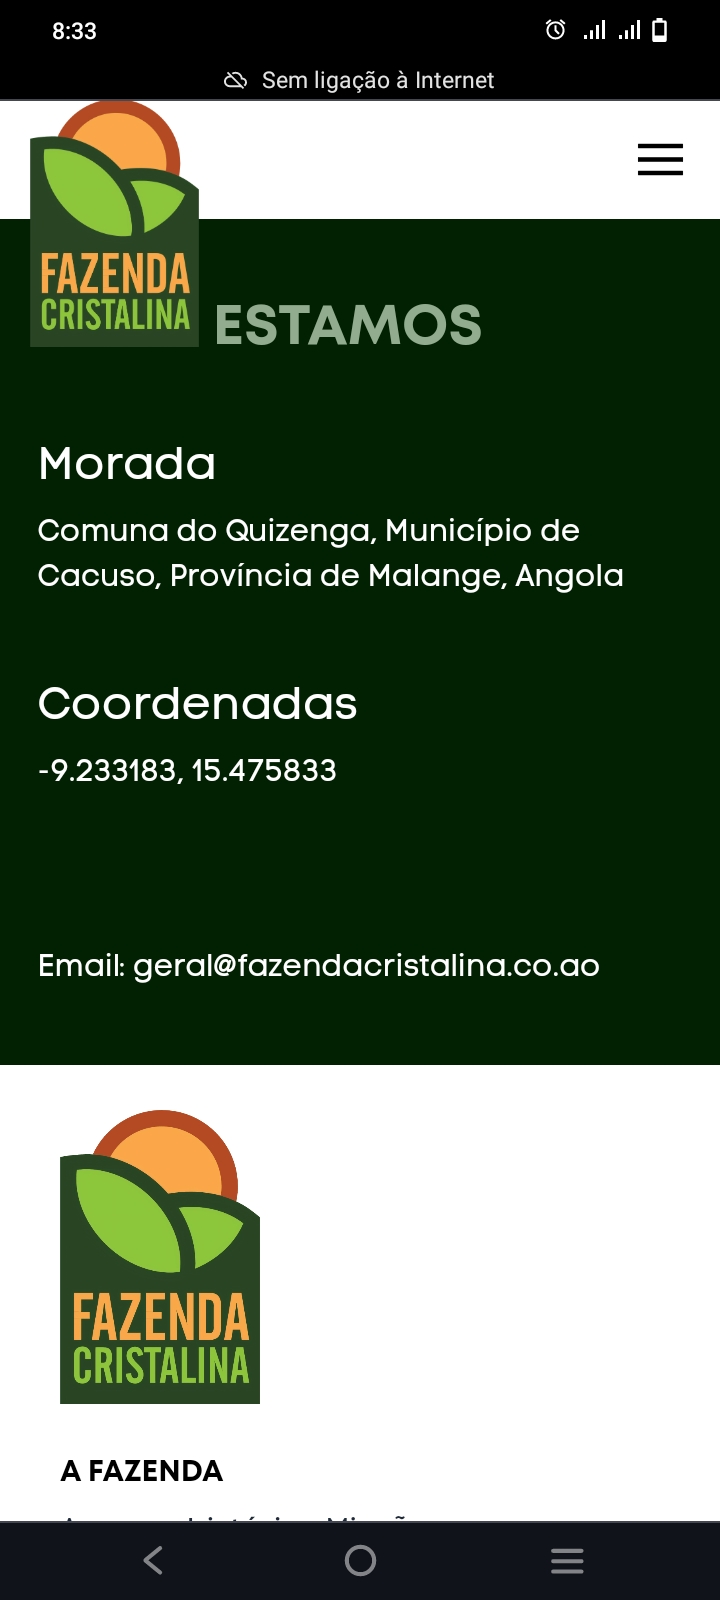 8:33
Sem ligação à Internet
FAZENDA
CRISTALINA
ESTAMOS
Morada
Comuna do Quizenga, Município de
Cacuso, Província de Malange, Angola
Coordenadas
-9.233183, 15.475833
Email: geral@fazendacristalina.co.ao
FAZENDA
CRISTALINA
A FAZENDA